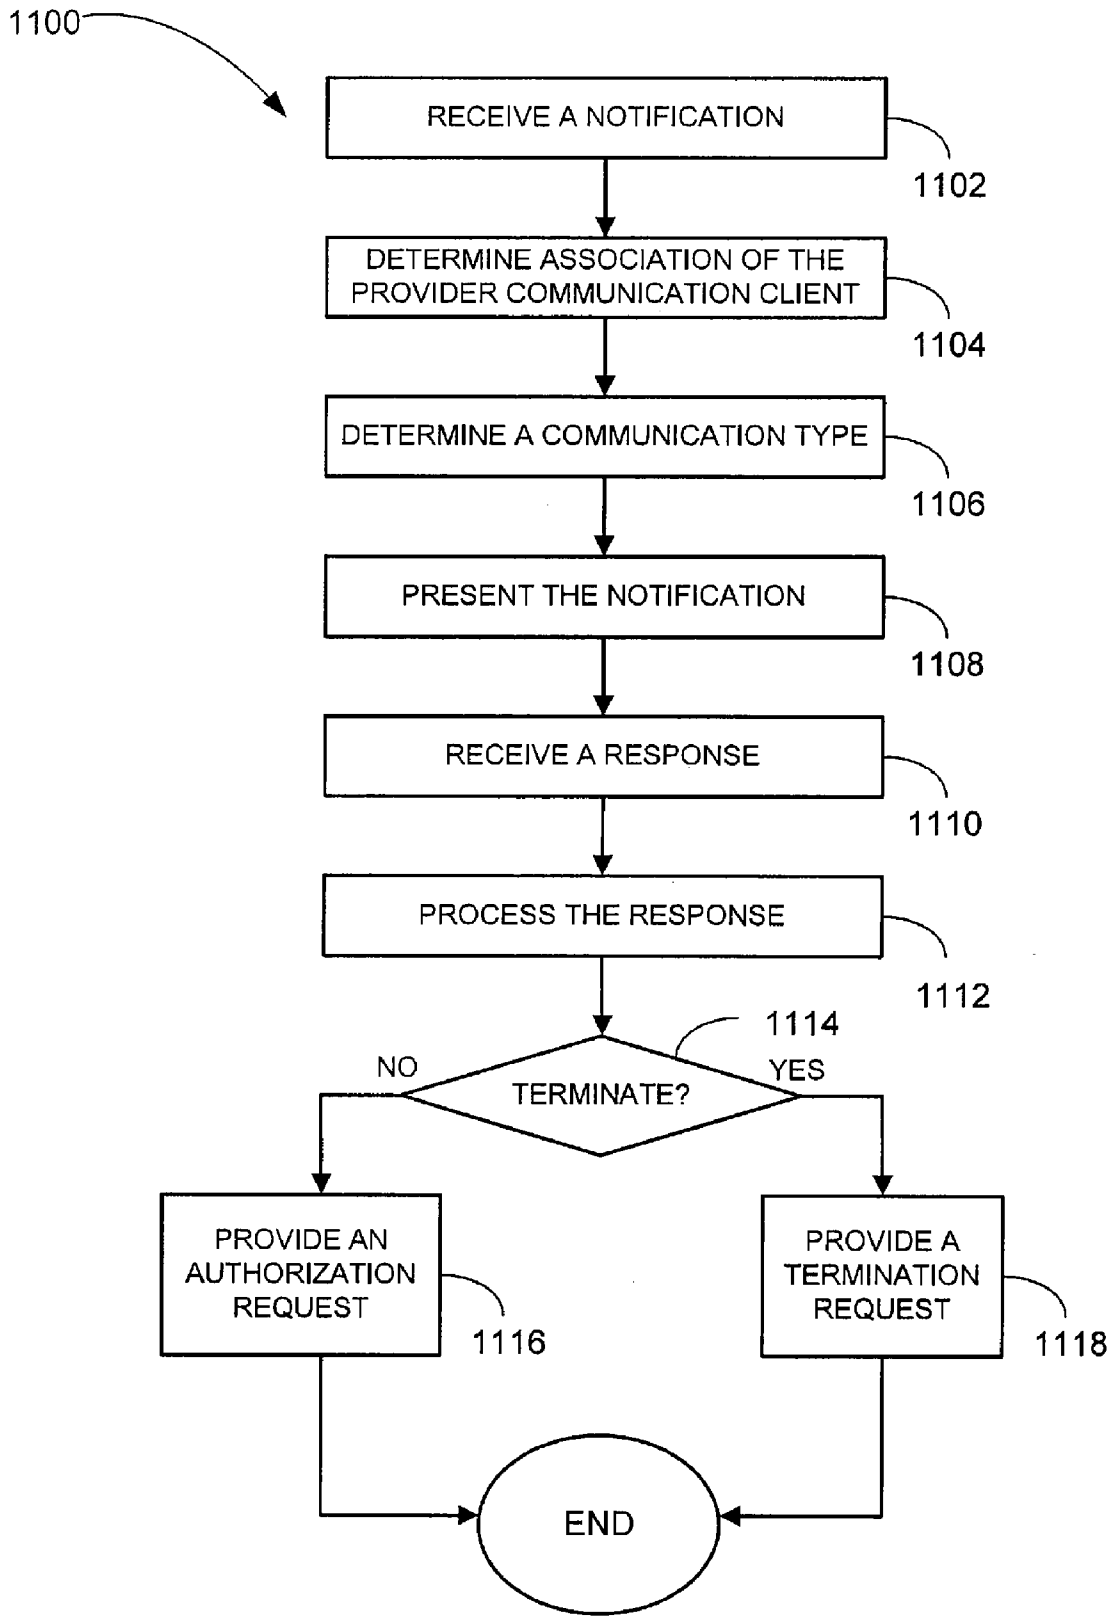 1100
RECEIVE A NOTIFICATION
1102
DETERMINE ASSOCIATION OF THE
PROVIDER COMMUNICATION CLIENT
1104
DETERMINE A COMMUNICATION TYPE
1106
PRESENT THE NOTIFICATION
1108
RECEIVE A RESPONSE
1110
PROCESS THE RESPONSE
1112
1114
NO
YES
TERMINATE?
PROVIDE AN
AUTHORIZATION
REQUEST
1116
PROVIDE A
TERMINATION
REQUEST
1118
END